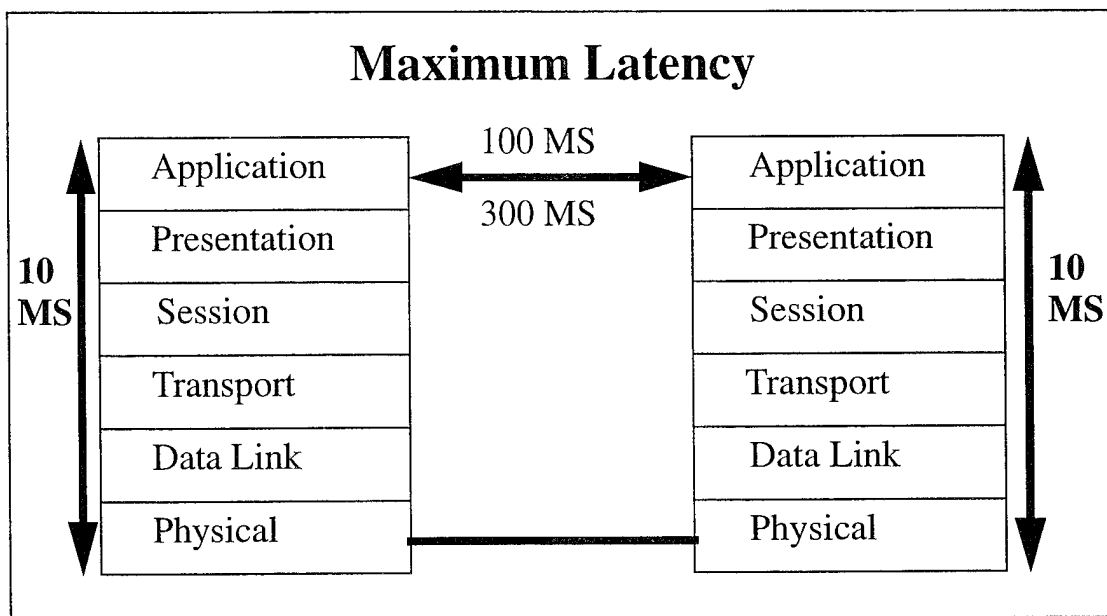 Maximum Latency
100 MS
300 MS
10
MS
Application
Presentation
Session
Transport
Data Link
Physical
Application
Presentation
Session
Transport
Data Link
Physical
10
MS